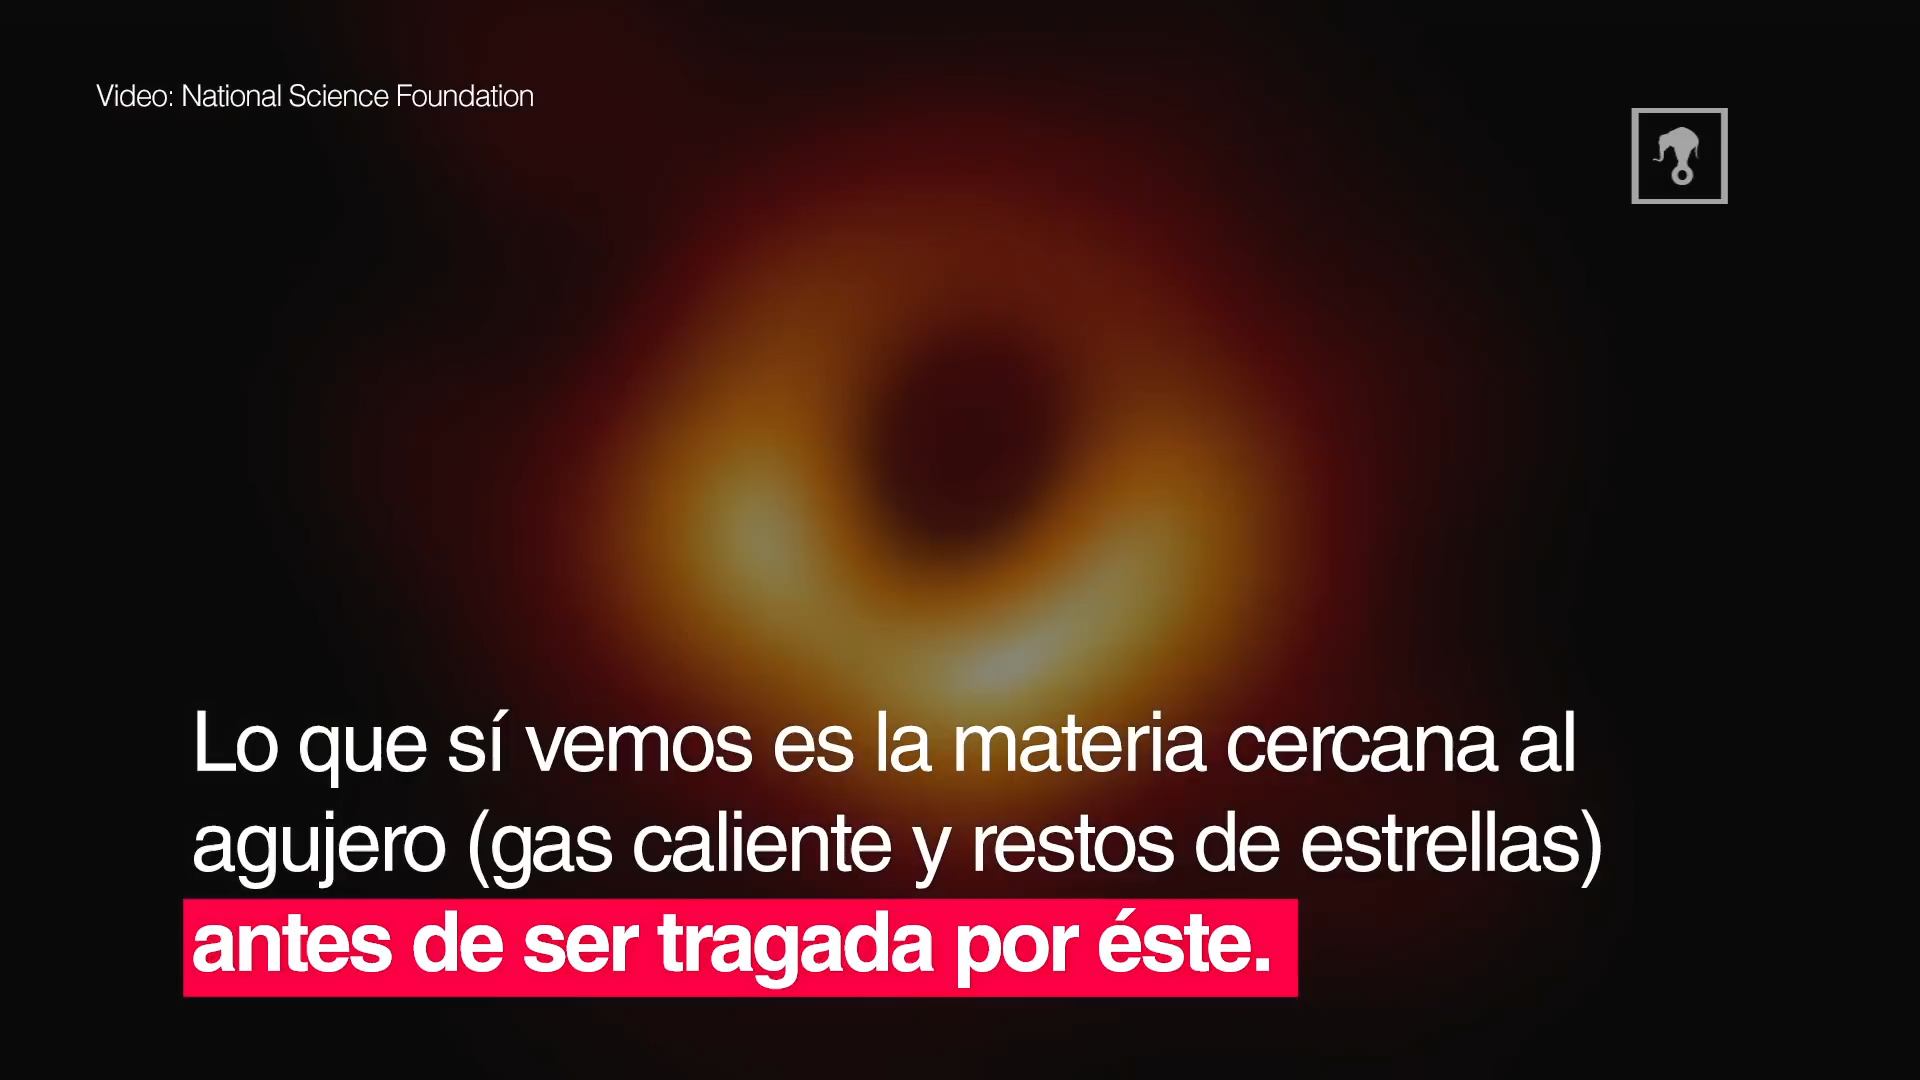 Video: National Science Foundation
Lo que sí vemos es la materia cercana al
agujero (gas caliente y restos de estrellas)
antes de ser tragada por éste.